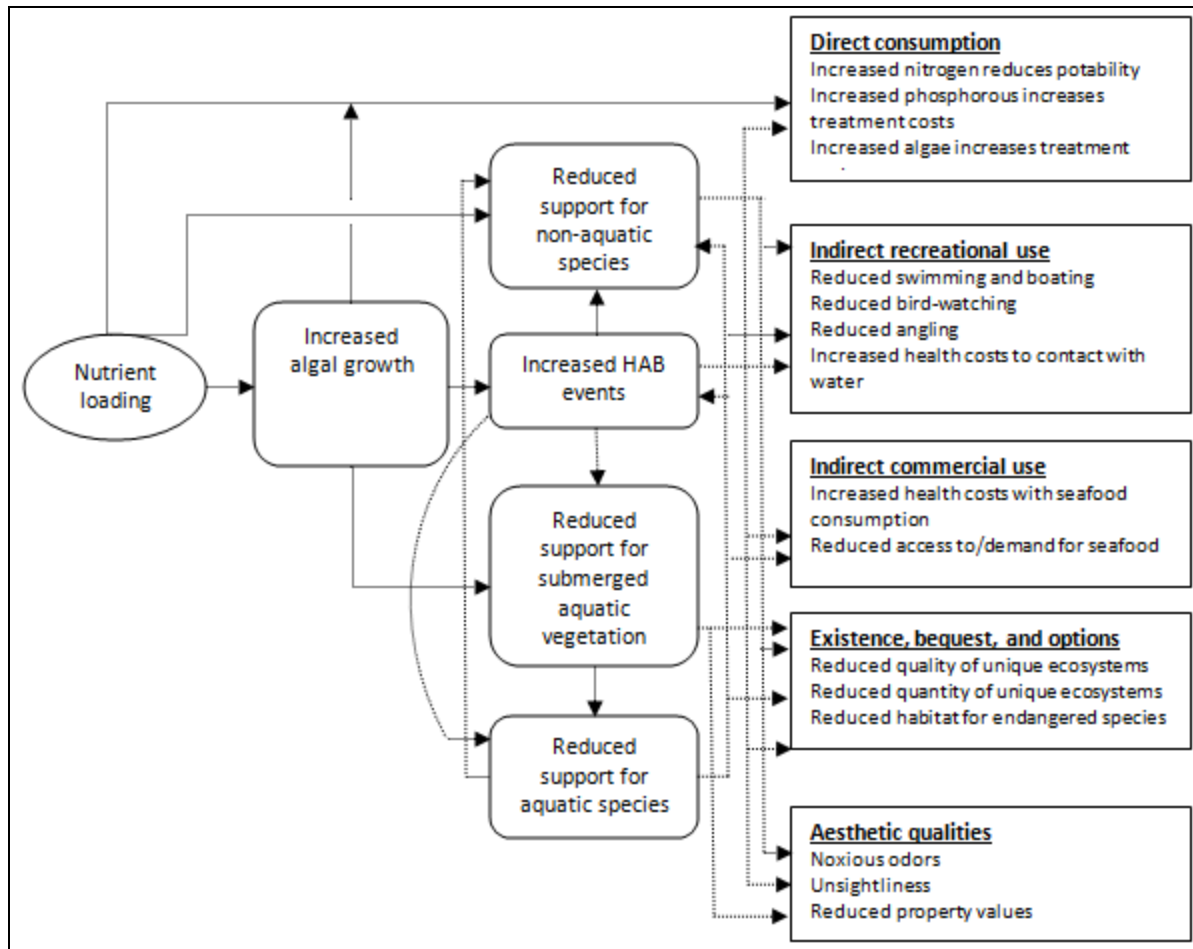 Nutrient
loading
Increased
algal growth
Reduced
support for
non-aquatic
species
Increased HAB
events
Reduced
support for
submerged
aquatic
vegetation
Reduced
support for
aquatic species
Direct consumption
Increased nitrogen reduces potability
Increased phosphorous increases
treatment costs
Increased algae increases treatment
Indirect recreational use
Reduced swimming and boating
Reduced bird-watching
Reduced angling
Increased health costs to contact with
water
Indirect commercial use
Increased health costs with seafood
consumption
Reduced access to/demand for seafood
Existence, bequest, and options
Reduced quality of unique ecosystems
Reduced quantity of unique ecosystems
Reduced habitat for endangered species
Aesthetic qualities
Noxious odors
Unsightliness
Reduced property values